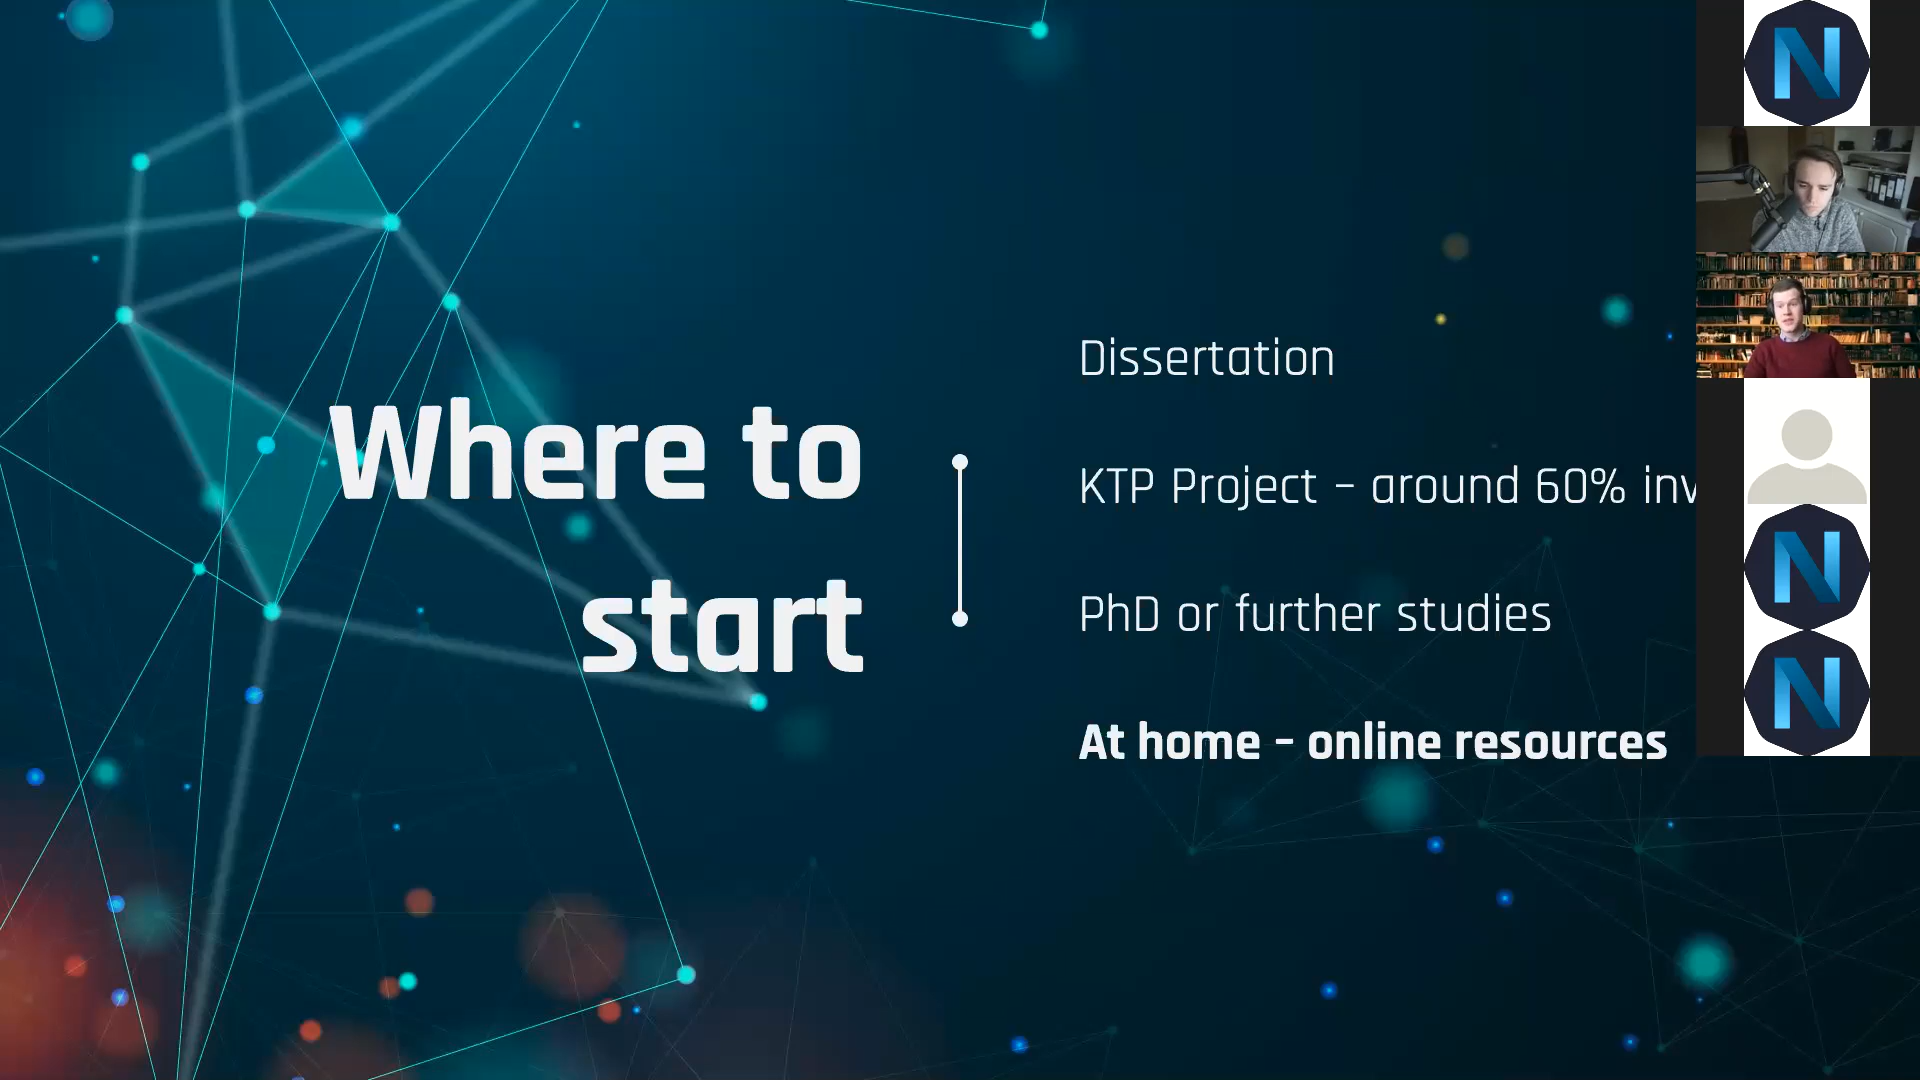 Where to
start
Dissertation
KTP Project – around 60% inv
PhD or further studies
At home – online resources
N
N
N